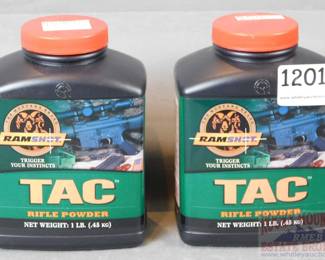 RAMSHOT
TRIGGER
YOUR INSTINCTS
TAC
RIFLE POWDER
NET WEIGHT: 1 LB. (.45 KG)
1201
RAMSHOT
TRIGGER
YOUR INSTINCTS
TAC
RIFLE POWDER
NET WEIGHT: 1 LB. (.45 KG)